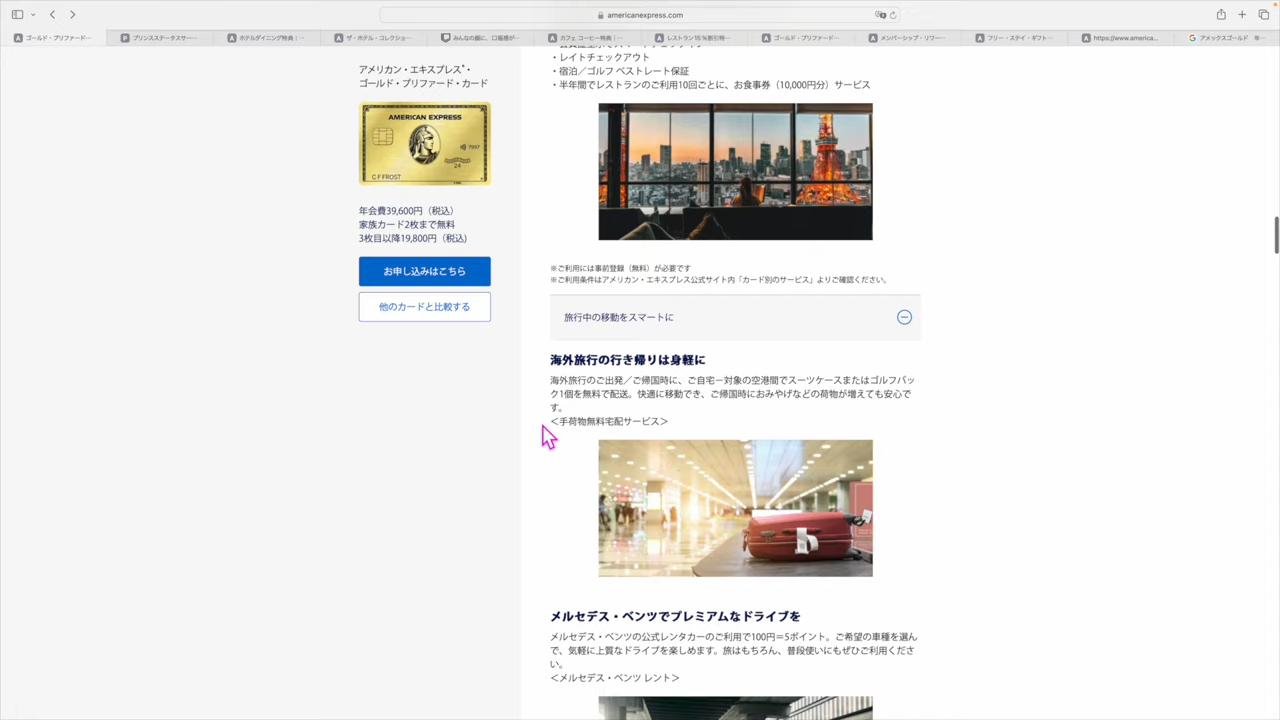 americanexpress.com
ゴールド・プリファード…
プリンスステータスサー…
ホテルダイニング特典｜…
ザ・ホテル・コレクショ…
みんなの顔に、口福感が…
カフェ コーヒー特典｜…
レストラン15%割引特…
ゴールド・プリファード…
メンバーシップ・リワー…
フリー・ステイ・ギフト…
https://www.america...
アメックスゴールド 年…
アメリカン・エキスプレス®・
ゴールド・プリファード・カード
AMERICAN EXPRESS
7997
24
C F FROST
年会費39,600円（税込）
家族カード2枚まで無料
3枚目以降19,800円（税込)
お申し込みはこちら
他のカードと比較する
・レイトチェックアウト
・宿泊／ゴルフ ベストレート保証
・半年間でレストランのご利用10回ごとに、お食事券（10,000円分）サービス
※ご利用には事前登録（無料）が必要です
※ご利用条件はアメリカン・エキスプレス公式サイト内「カード別のサービス」よりご確認ください。
旅行中の移動をスマートに
海外旅行の行き帰りは身軽に
海外旅行のご出発／ご帰国時に、ご自宅－対象の空港間でスーツケースまたはゴルフバッ
ク1個を無料で配送。快適に移動でき、ご帰国時におみやげなどの荷物が増えても安心で
す。
＜手荷物無料宅配サービス＞
メルセデス・ベンツでプレミアムなドライブを
メルセデス・ベンツの公式レンタカーのご利用で100円＝5ポイント。ご希望の車種を選ん
で、気軽に上質なドライブを楽しめます。旅はもちろん、普段使いにもぜひご利用くださ
い。
＜メルセデス・ベンツ レント＞